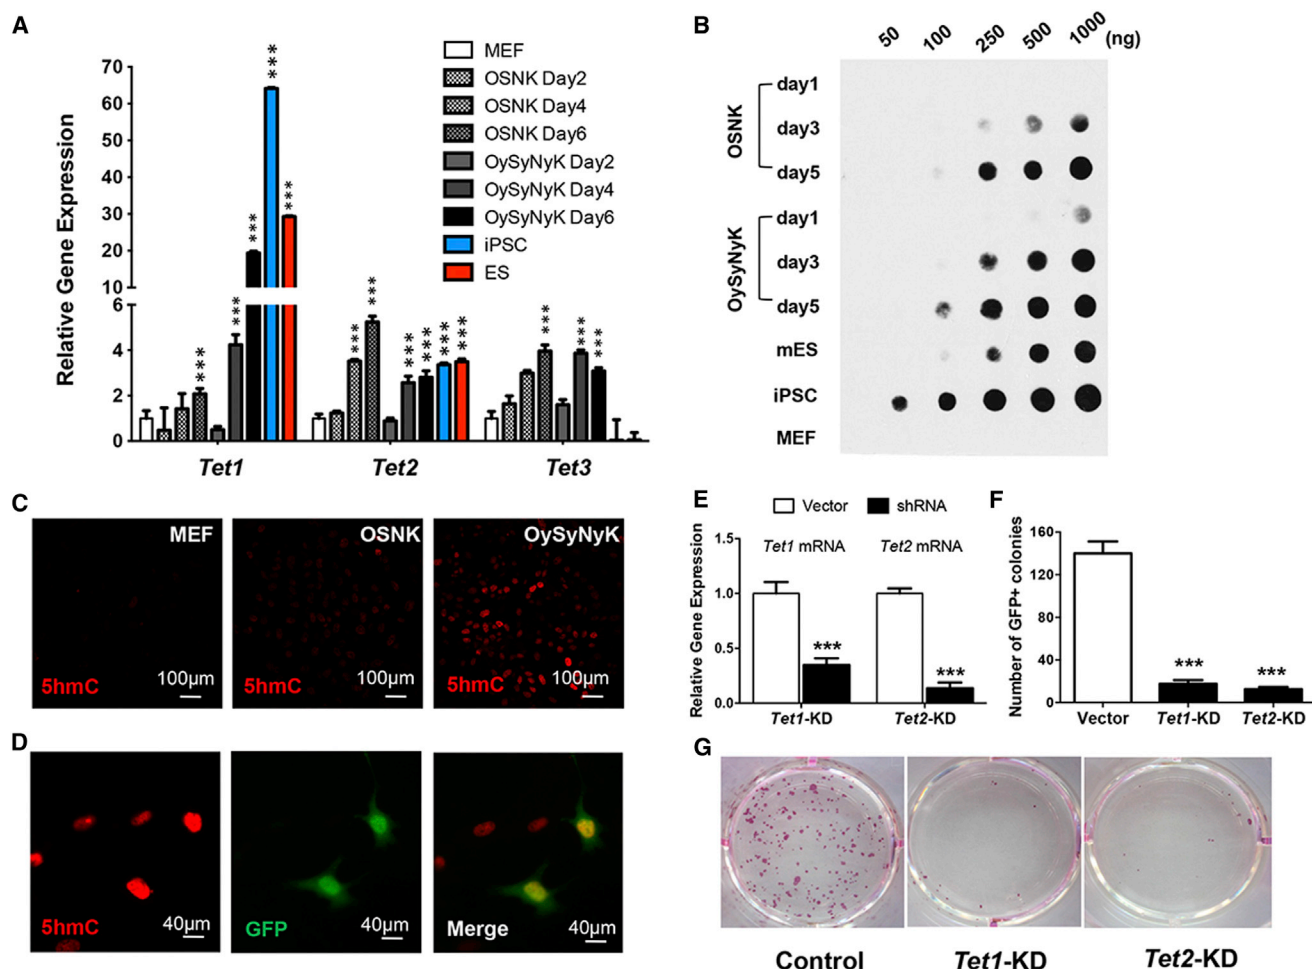 A
Relative Gene Expression
70
60
50
40
30
20
10
6
4
2
0
***
***
***
***
***
***
***
***
***
***
***
***
***
***
Tet1
Tet2
Tet3
MEF
OSNK Day2
OSNK Day4
OSNK Day6
OySyNyK Day2
OySyNyK Day4
OySyNyK Day6
iPSC
ES
B
50 100 250 500 1000 (ng)
OSNK
day1
day3
day5
OySyNyK
day1
day3
day5
mES
iPSC
MEF
C
MEF
5hmC
100μm
OSNK
5hmC
100μm
OySyNyK
5hmC
100μm
D
5hmC
40μm
GFP
40μm
Merge
40μm
E
Vector shRNA
Relative Gene Expression
1.5
1.0
0.5
0.0
Tet1 mRNA Tet2 mRNA
***
***
Tet1-KD Tet2-KD
F
Number of GFP+ colonies
160
120
80
40
0
***
***
Vector Tet1-KD Tet2-KD
G
Control Tet1-KD Tet2-KD